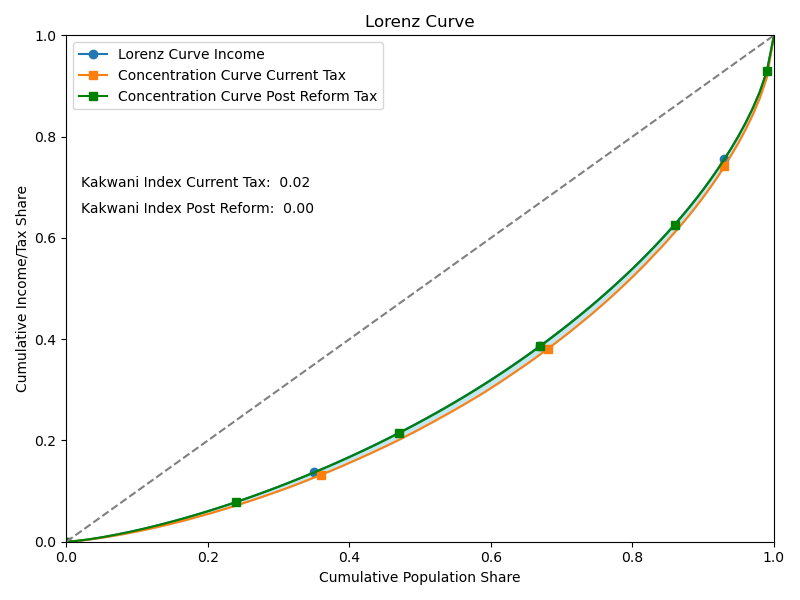 Lorenz Curve
Lorenz Curve Income
Concentration Curve Current Tax
Concentration Curve Post Reform Tax
Kakwani Index Current Tax:  0.02
Kakwani Index Post Reform:  0.00
Cumulative Income/Tax Share
1.0
0.8
0.6
0.4
0.2
0.0
0.0 0.2 0.4 0.6 0.8 1.0
Cumulative Population Share